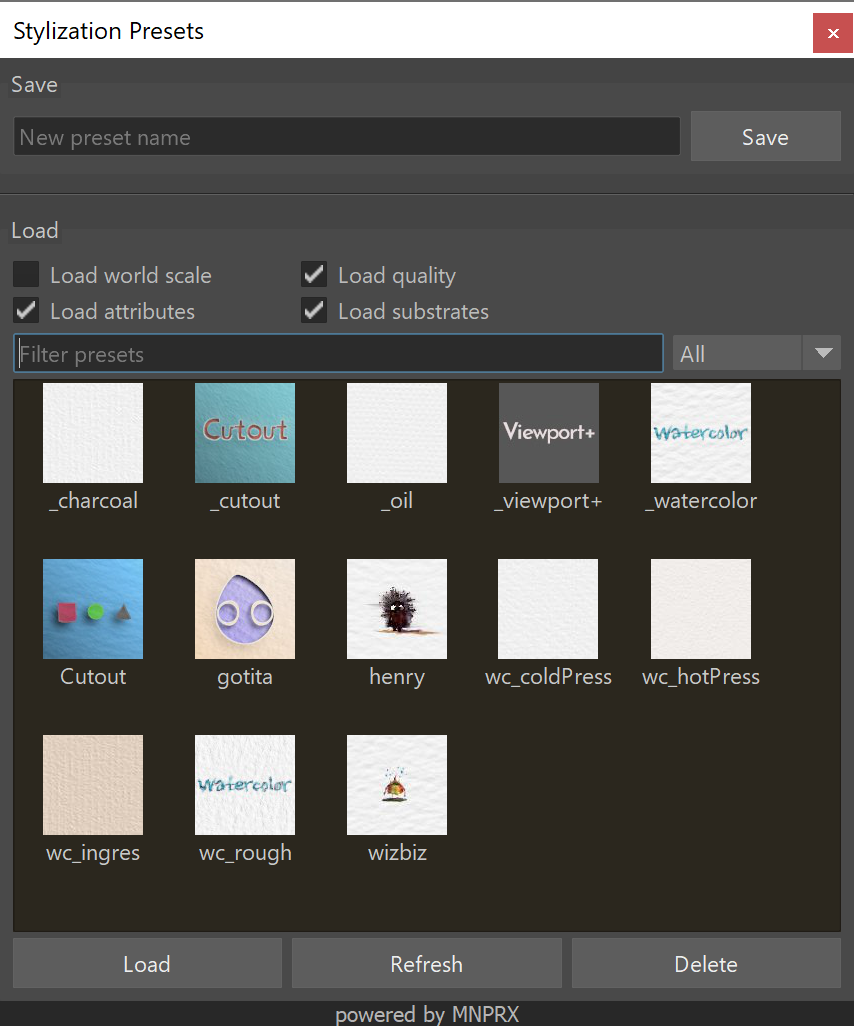 Stylization Presets
×
Save
New preset name
Save
Load
Load world scale
Load quality
Load attributes
Load substrates
Filter presets
All
Cutout
Viewport+
Watercolor
_charcoal
_cutout
_oil
_viewport+
_watercolor
Cutout
gotita
henry
wc_coldPress
wc_hotPress
Watercolor
wc_ingres
wc_rough
wizbiz
Load
Refresh
Delete
powered by MNPRX